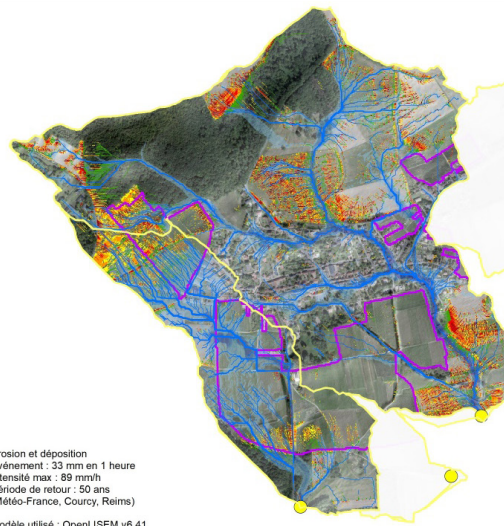 rosion et déposition
vénement : 33 mm en 1 heure
tensité max : 89 mm/h
ériode de retour : 50 ans
Météo-France, Courcy, Reims)
odèle utilisé : OpenLISEM v6.41